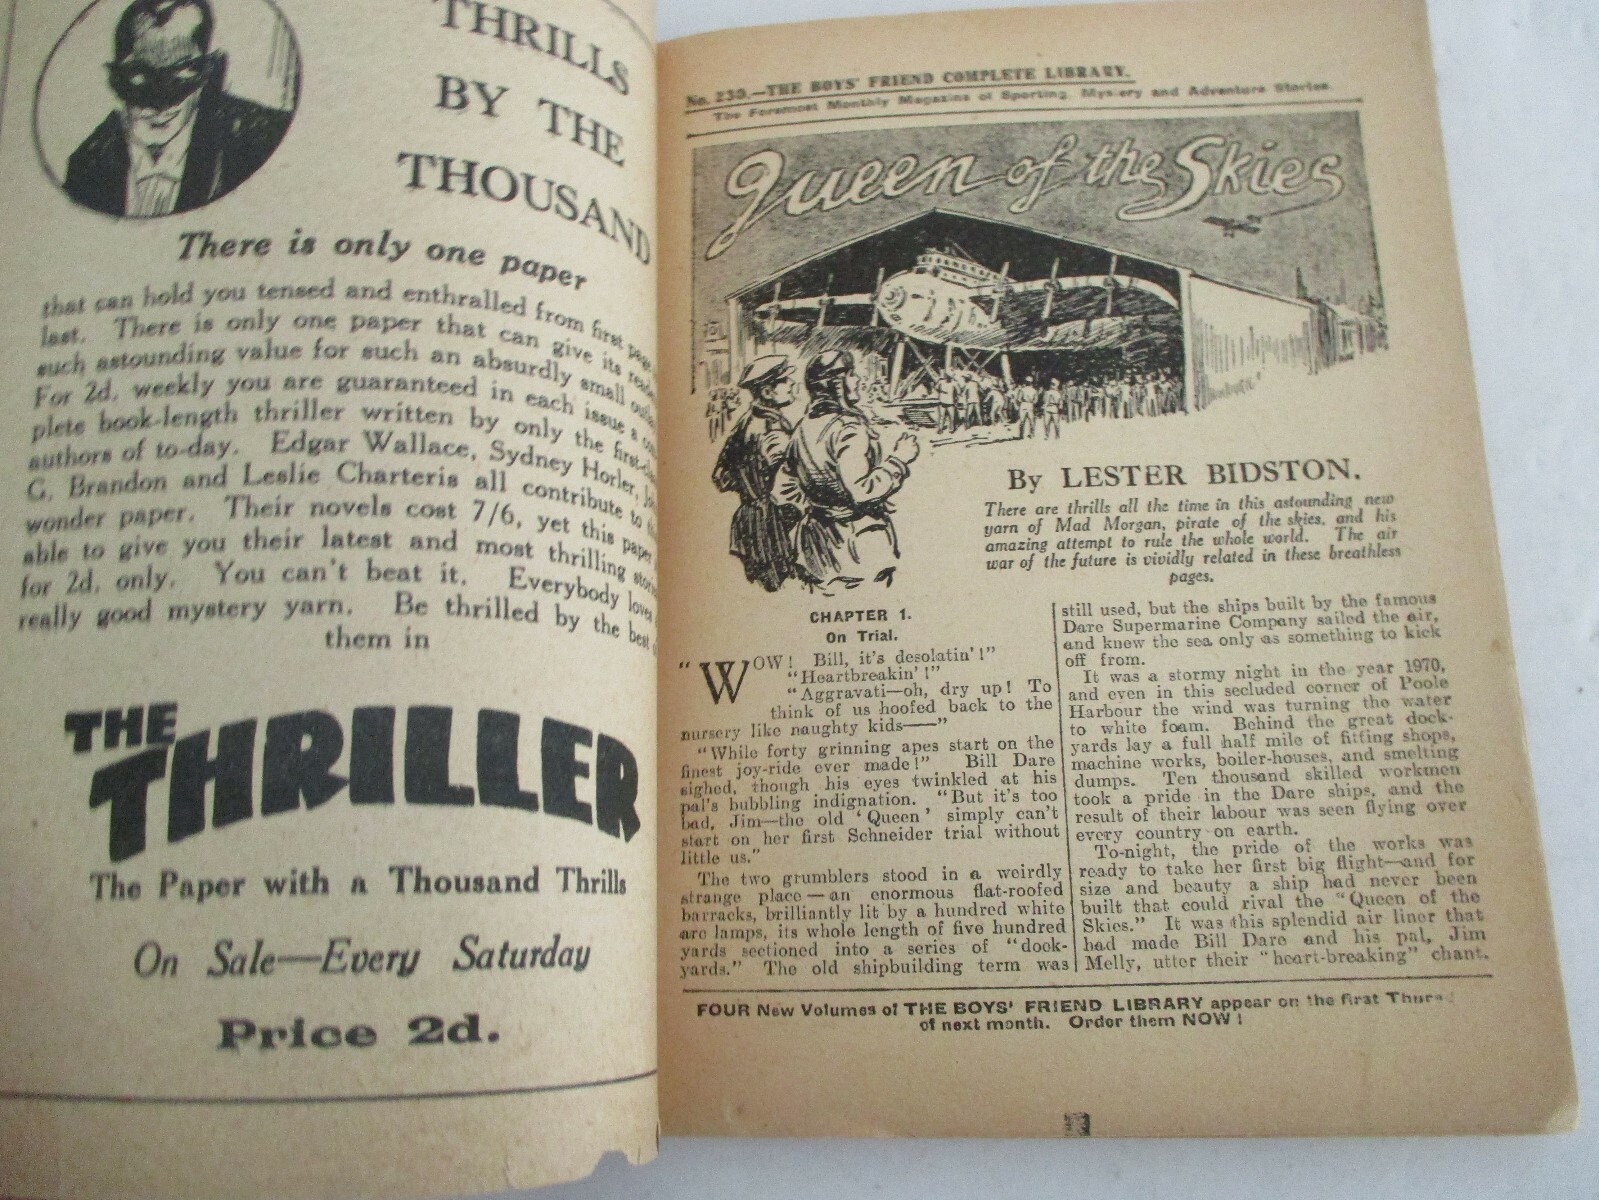 THRILLS
BY THE
THOUSAND
There is only one paper
that can hold you tensed and enthralled from first page
last. There is only one paper that can give its
such astounding value for such an absurdly small
For 2d. weekly you are guaranteed in each issue a
plete book-length thriller written by only the
authors of to-day. Edgar Wallace, Sydney Horler,
G. Brandon and Leslie Charteris all contribute to
wonder paper. Their novels cost 7/6, yet this paper
able to give you their latest and most thrilling
for 2d. only. You can't beat it. Everybody loves
really good mystery yarn. Be thrilled by the best
them in
THE
THRILLER
The Paper with a Thousand Thrills
On Sale—Every Saturday
Price 2d.
No. 230.—THE BOYS' FRIEND COMPLETE LIBRARY.
The Foremost Monthly Magazine of Sporting, Mystery and Adventure Stories.
Queen of the Skies
By LESTER BIDSTON.
There are thrills all the time in this astounding new
yarn of Mad Morgan, pirate of the skies, and his
amazing attempt to rule the whole world. The air
war of the future is vividly related in these breathless
pages.
CHAPTER 1.
On Trial.
"WOW! Bill, it's desolatin'!"
"Heartbreakin'!"
"Aggravati—oh, dry up! To
think of us hoofed back to the
nursery like naughty kids——"
"While forty grinning apes start on the
finest joy-ride ever made!" Bill Dare
sighed, though his eyes twinkled at his
pal's bubbling indignation. "But it's too
bad, Jim—the old 'Queen' simply can't
start on her first Schneider trial without
little us."
The two grumblers stood in a weirdly
strange place—an enormous flat-roofed
barracks, brilliantly lit by a hundred white
arc lamps, its whole length of five hundred
yards sectioned into a series of "dock-
yards." The old shipbuilding term was
still used, but the ships built by the famous
Dare Supermarine Company sailed the air,
and knew the sea only as something to kick
off from.
It was a stormy night in the year 1970,
and even in this secluded corner of Poole
Harbour the wind was turning the water
to white foam. Behind the great dock-
yards lay a full half mile of fitting shops,
machine works, boiler-houses, and smelting
dumps. Ten thousand skilled workmen
took a pride in the Dare ships, and the
result of their labour was seen flying over
every country on earth.
To-night, the pride of the works was
ready to take her first big flight—and for
size and beauty a ship had never been
built that could rival the "Queen of the
Skies." It was this splendid air liner that
had made Bill Dare and his pal, Jim
Melly, utter their "heart-breaking" chant.
FOUR New Volumes of THE BOYS' FRIEND LIBRARY appear on the first
of next month. Order them NOW!